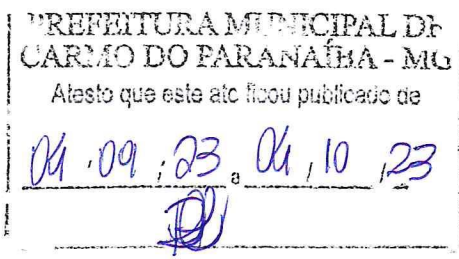 PREFEITURA MUNICIPAL DE
CARMO DO PARANAÍBA - MG
Atesto que este ato ficou publicado de
04, 09, 23 a 04, 10, 23